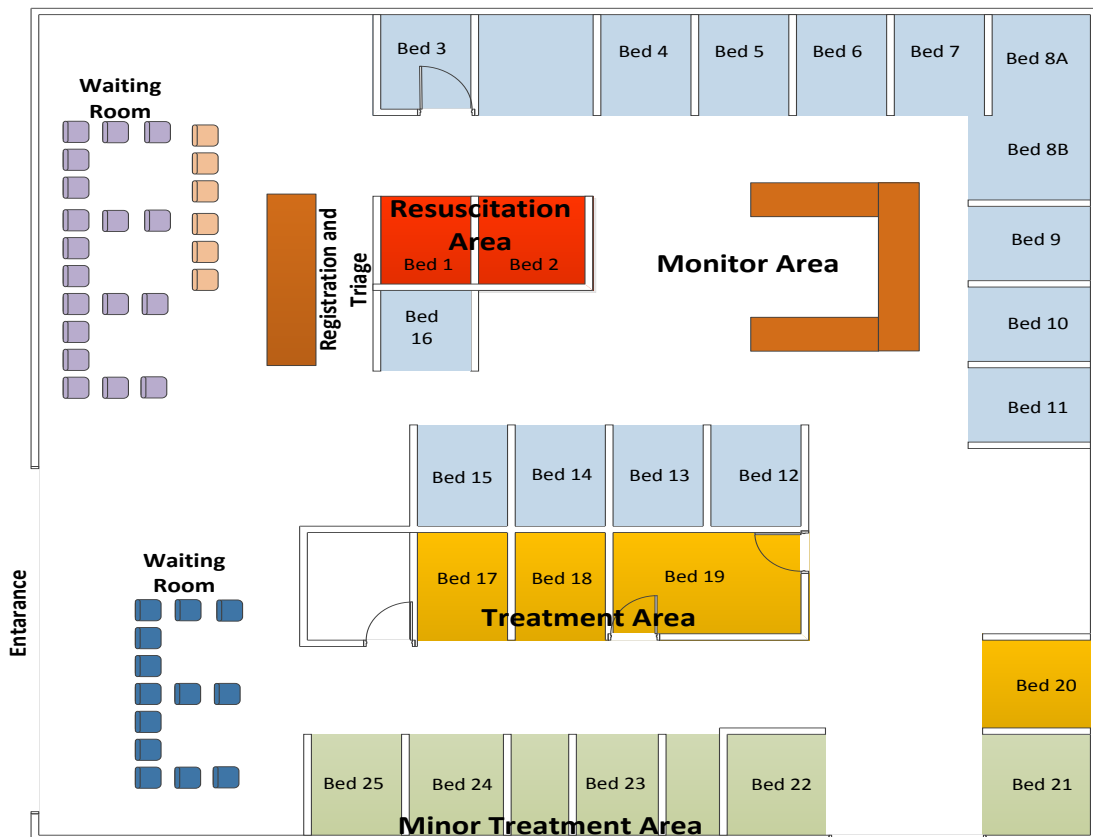 Bed 3
Bed 4
Bed 5
Bed 6
Bed 7
Bed 8A
Waiting
Room
Bed 8B
Resuscitation
Area
Bed 1
Bed 2
Registration and
Triage
Monitor Area
Bed 9
Bed
16
Bed 10
Bed 11
Bed 15
Bed 14
Bed 13
Bed 12
Waiting
Room
Entarance
Bed 17
Bed 18
Bed 19
Treatment Area
Bed 20
Bed 25
Bed 24
Bed 23
Bed 22
Bed 21
Minor Treatment Area